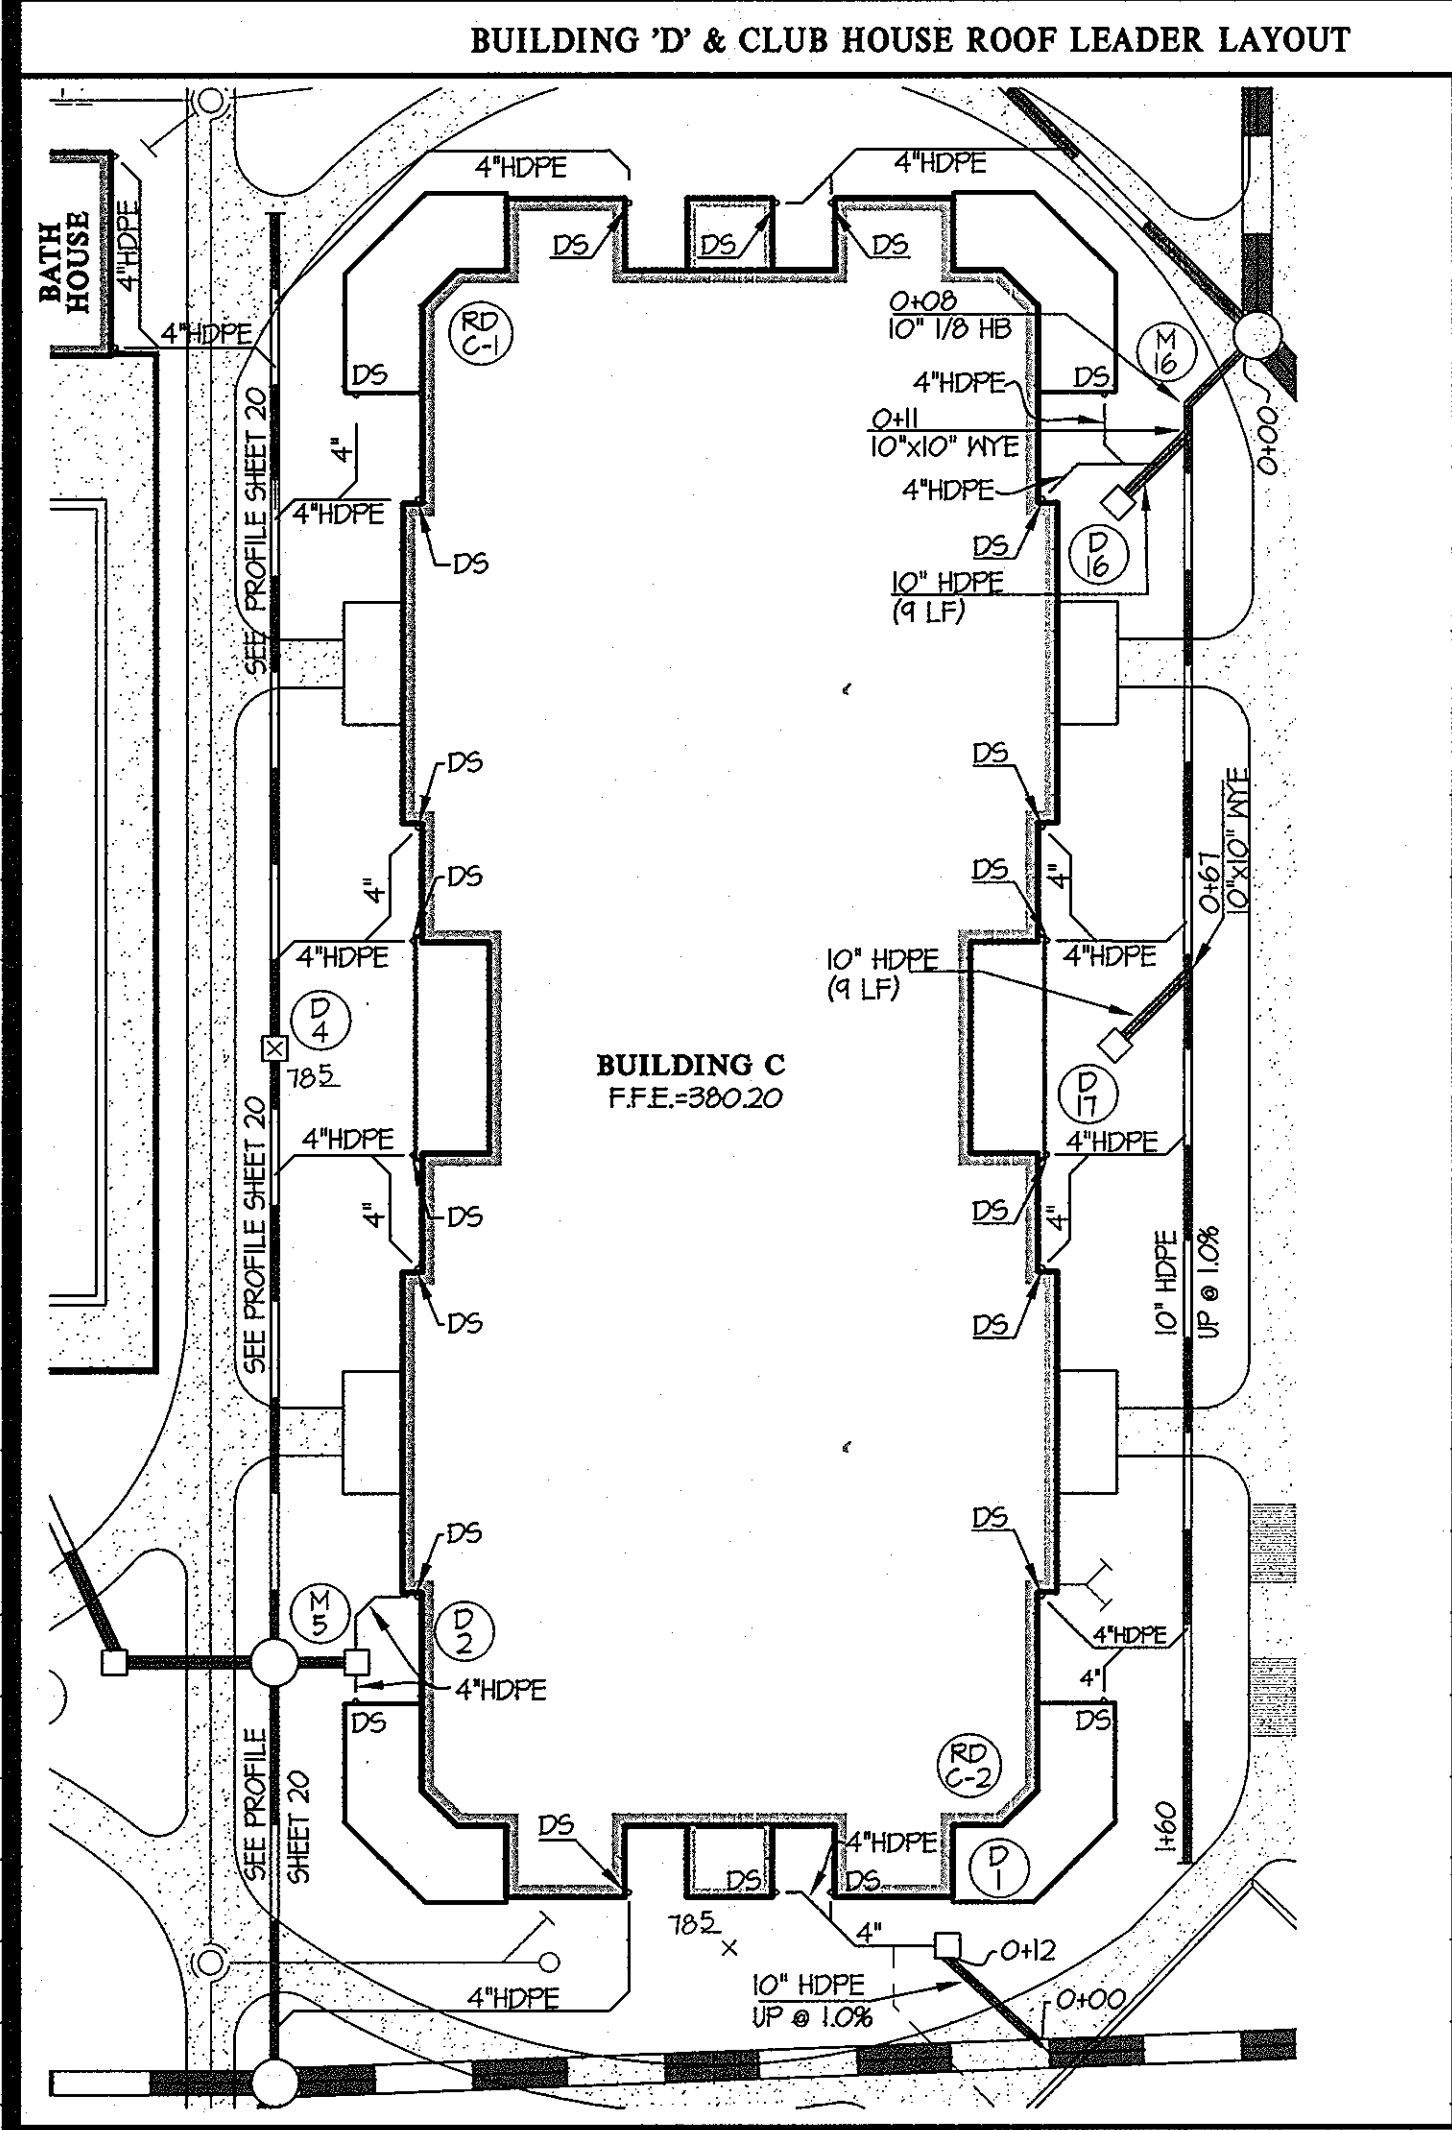 BUILDING 'D' & CLUB HOUSE ROOF LEADER LAYOUT
4"HDPE
4"HDPE
BATH
HOUSE
4"HDPE
DS
DS
DS
4"HDPE
RD
C-1
0+08
10" 1/8 HB
M
16
DS
4"HDPE
DS
0+11
10"x10" WYE
0+00
SEE PROFILE SHEET 20
4"
4"HDPE
4"HDPE
DS
DS
D
16
10" HDPE
(9 LF)
DS
DS
0+67
10"x10" WYE
4"
DS
DS
4"
4"HDPE
4"HDPE
10" HDPE
(9 LF)
D
4
785
BUILDING C
F.F.E.=380.20
D
17
SEE PROFILE SHEET 20
4"HDPE
4"HDPE
4"
DS
DS
4"
10" HDPE
UP @ 1.0%
DS
DS
DS
DS
M
5
D
2
4"HDPE
4"HDPE
4"
DS
DS
SEE PROFILE
SHEET 20
RD
C-2
1+60
DS
4"HDPE
D
1
DS
DS
785
4"
0+12
10" HDPE
UP @ 1.0%
4"HDPE
0+00